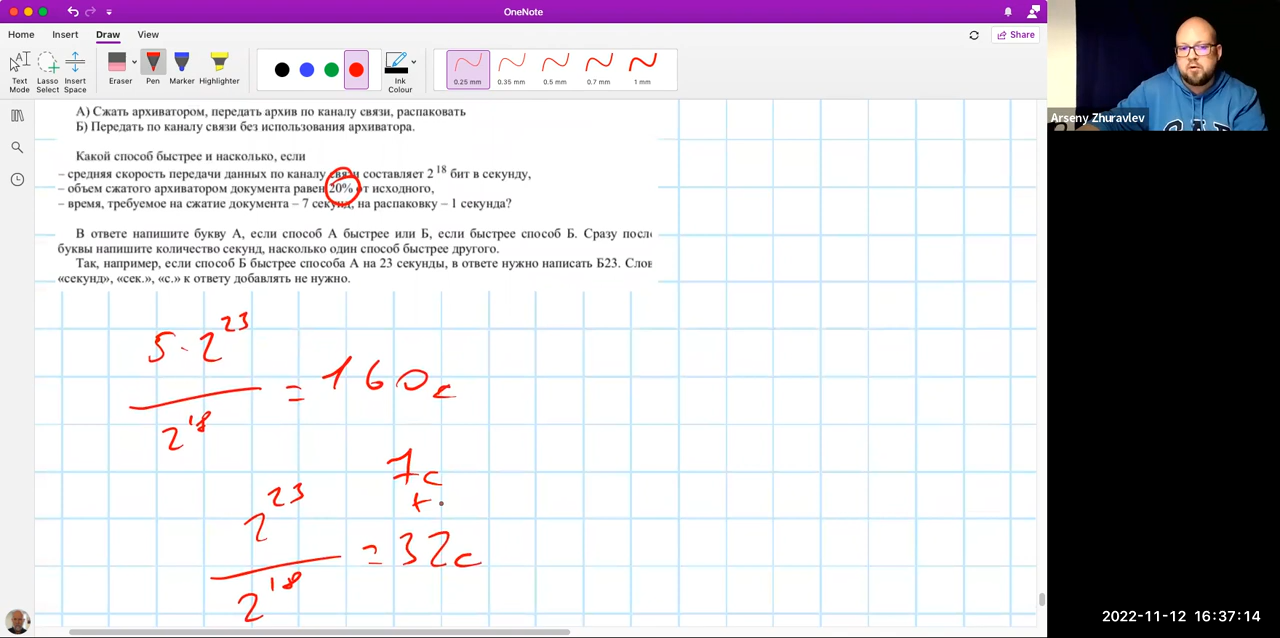 OneNote
Home Insert Draw View
Share
Text Mode
Lasso Select
Insert Space
Eraser
Pen
Marker
Highlighter
Ink Colour
0.25 mm
0.35 mm
0.5 mm
0.7 mm
1 mm
Arseny Zhuravlev
А) Сжать архиватором, передать архив по каналу связи, распаковать
Б) Передать по каналу связи без использования архиватора.
Какой способ быстрее и насколько, если
– средняя скорость передачи данных по каналу связи составляет 2^18 бит в секунду,
– объем сжатого архиватором документа равен 20% от исходного,
– время, требуемое на сжатие документа – 7 секунд, на распаковку – 1 секунда?
В ответе напишите букву А, если способ А быстрее или Б, если быстрее способ Б. Сразу после
буквы напишите количество секунд, насколько один способ быстрее другого.
Так, например, если способ Б быстрее способа А на 23 секунды, в ответе нужно написать Б23. Слов
«секунд», «сек.», «с.» к ответу добавлять не нужно.
5 · 2^23
2^18
= 160с
7с
+
2^23
2^18
= 32с
2022-11-12 16:37:14